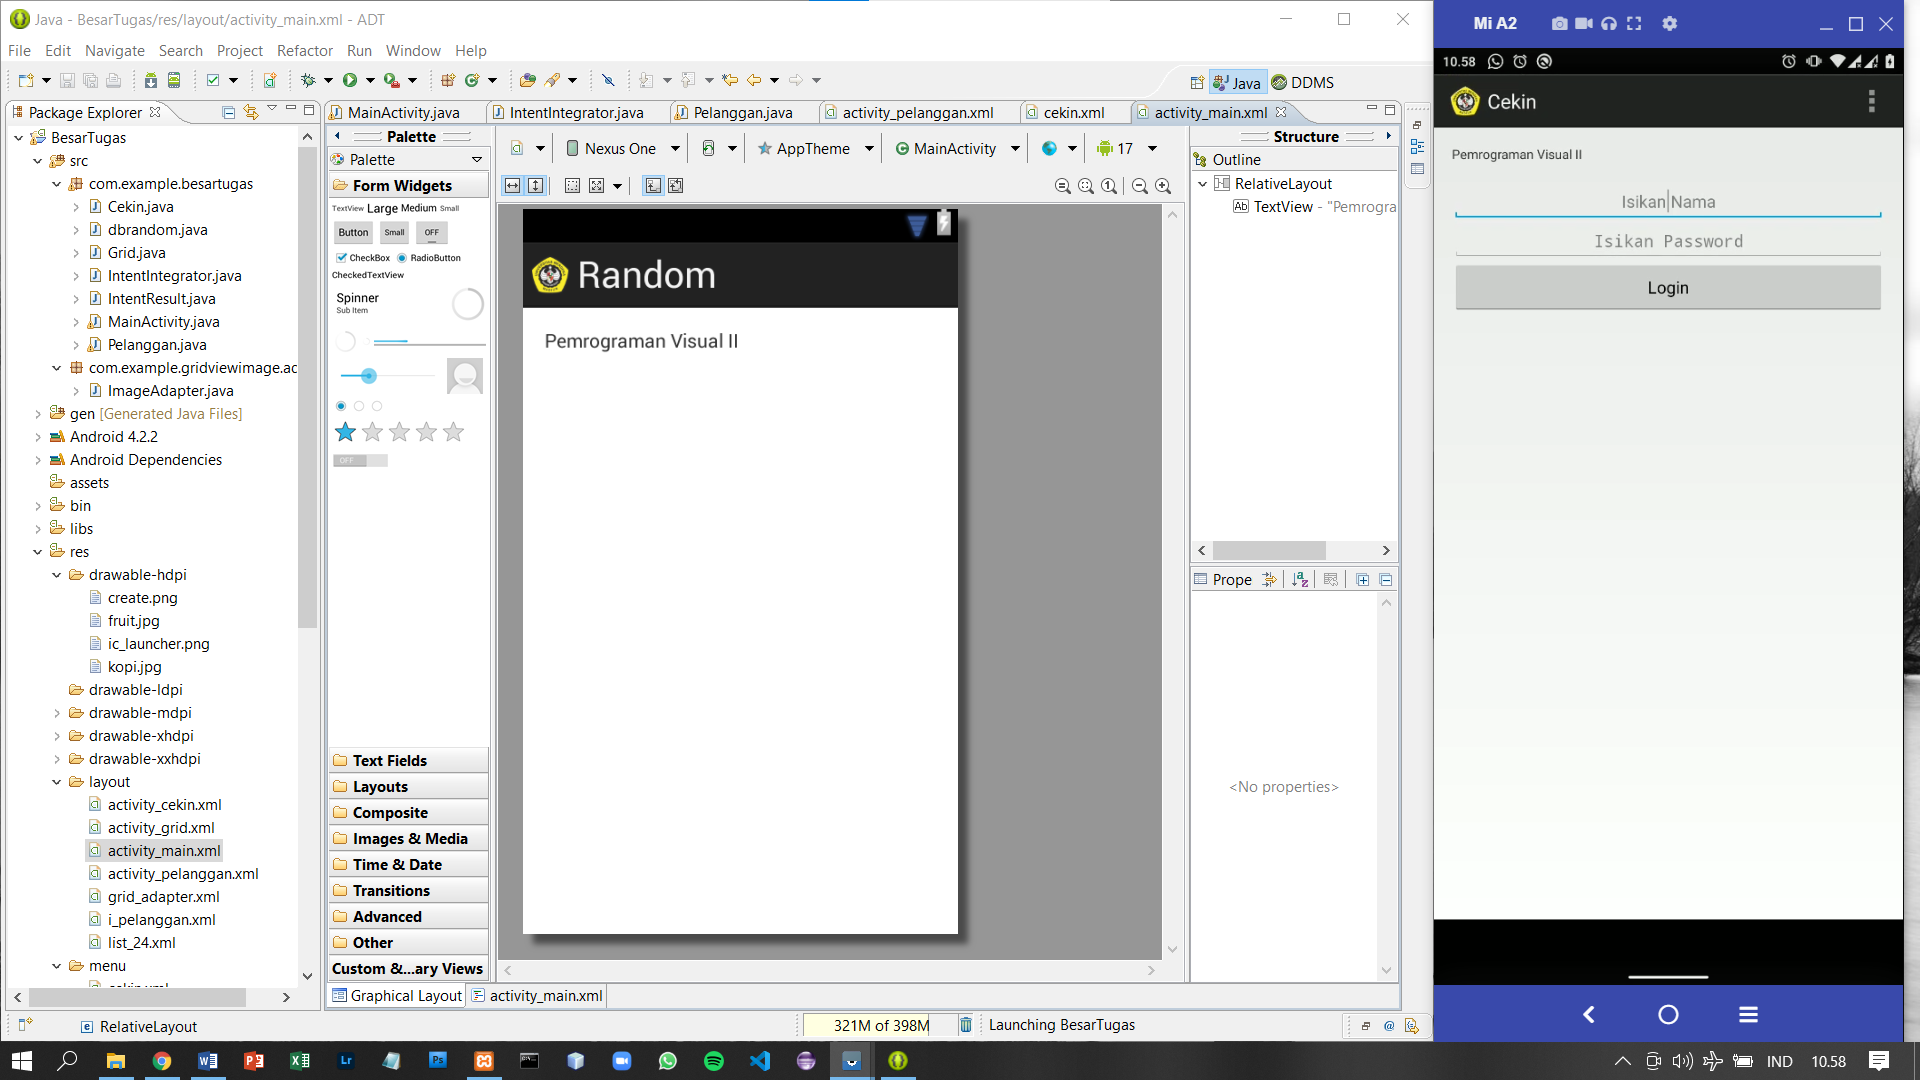 Java - BesarTugas/res/layout/activity_main.xml - ADT
File Edit Navigate Search Project Refactor Run Window Help
Java DDMS
Package Explorer
BesarTugas
src
com.example.besartugas
Cekin.java
dbrandom.java
Grid.java
IntentIntegrator.java
IntentResult.java
MainActivity.java
Pelanggan.java
com.example.gridviewimage.ac
ImageAdapter.java
gen [Generated Java Files]
Android 4.2.2
Android Dependencies
assets
bin
libs
res
drawable-hdpi
create.png
fruit.jpg
ic_launcher.png
kopi.jpg
drawable-ldpi
drawable-mdpi
drawable-xhdpi
drawable-xxhdpi
layout
activity_cekin.xml
activity_grid.xml
activity_main.xml
activity_pelanggan.xml
grid_adapter.xml
i_pelanggan.xml
list_24.xml
menu
MainActivity.java IntentIntegrator.java Pelanggan.java activity_pelanggan.xml cekin.xml activity_main.xml
Palette
Palette
Form Widgets
TextView Large Medium Small
Button Small OFF
CheckBox RadioButton
CheckedTextView
Spinner
Sub Item
OFF
Text Fields
Layouts
Composite
Images & Media
Time & Date
Transitions
Advanced
Other
Custom &...ary Views
Nexus One AppTheme MainActivity 17
Random
Pemrograman Visual II
Graphical Layout activity_main.xml
Structure
Outline
RelativeLayout
TextView - "Pemrogra
Prope
<No properties>
RelativeLayout
321M of 398M
Launching BesarTugas
Mi A2
10.58
Cekin
Pemrograman Visual II
Isikan Nama
Isikan Password
Login
IND 10.58